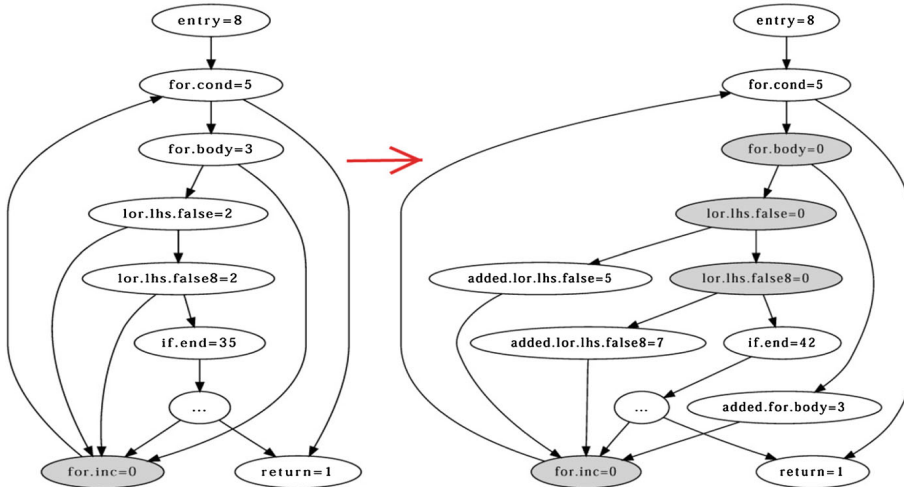 entry=8
for.cond=5
for.body=3
lor.lhs.false=2
lor.lhs.false8=2
if.end=35
...
for.inc=0
return=1
entry=8
for.cond=5
for.body=0
lor.lhs.false=0
added.lor.lhs.false=5
lor.lhs.false8=0
added.lor.lhs.false8=7
if.end=42
...
added.for.body=3
for.inc=0
return=1